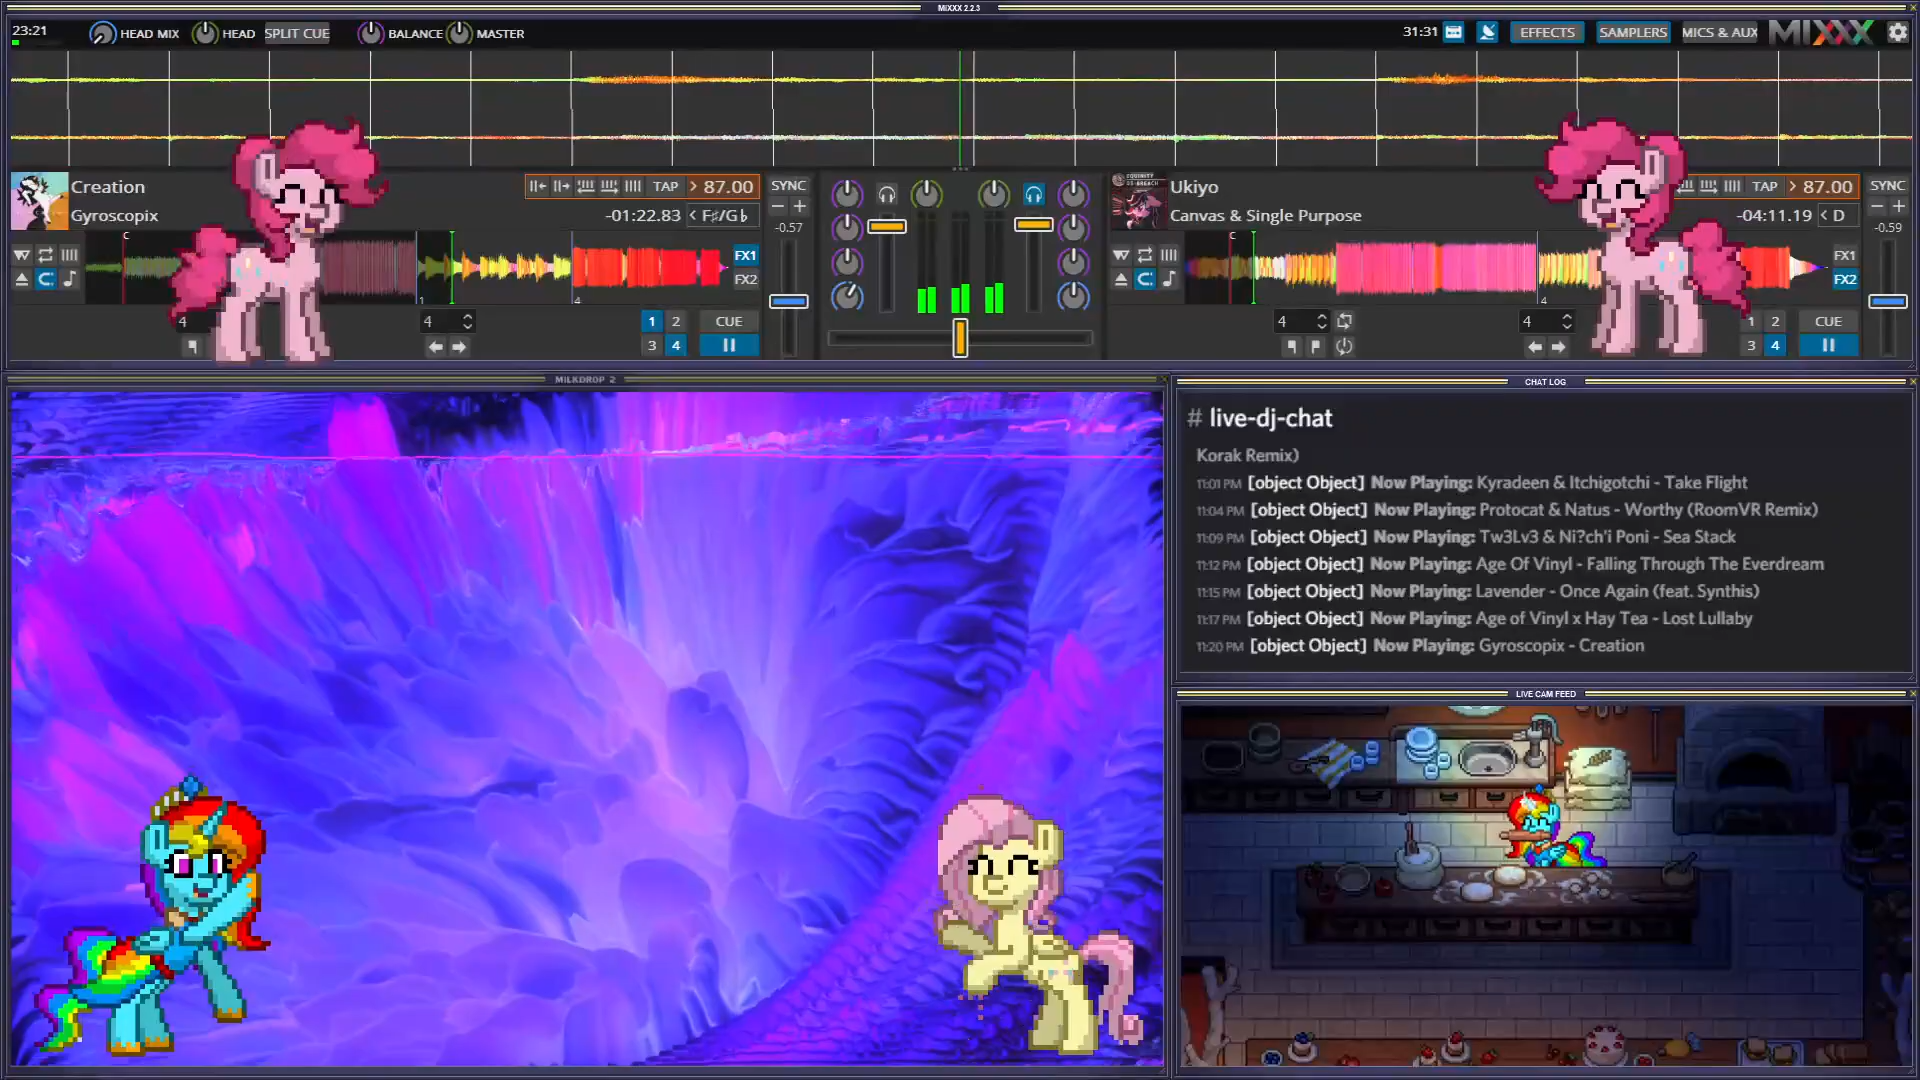 MIXXX 2.2.3
23:21
HEAD MIX
HEAD
SPLIT CUE
BALANCE
MASTER
31:31
EFFECTS
SAMPLERS
MICS & AUX
MIXXX
Creation
Gyroscopix
TAP
87.00
-01:22.83
F♯/G♭
SYNC
-0.57
C
1
4
FX1
FX2
4
4
1 2
3 4
CUE
EQUINITY
Ukiyo
Canvas & Single Purpose
TAP
87.00
-04:11.19
D
SYNC
-0.59
C
4
FX1
FX2
4
4
1 2
3 4
CUE
MILKDROP 2
CHAT LOG
# live-dj-chat
Korak Remix)
11:01 PM [object Object] Now Playing: Kyradeen & Itchigotchi - Take Flight
11:04 PM [object Object] Now Playing: Protocat & Natus - Worthy (RoomVR Remix)
11:09 PM [object Object] Now Playing: Tw3Lv3 & Ni?ch'i Poni - Sea Stack
11:12 PM [object Object] Now Playing: Age Of Vinyl - Falling Through The Everdream
11:15 PM [object Object] Now Playing: Lavender - Once Again (feat. Synthis)
11:17 PM [object Object] Now Playing: Age of Vinyl x Hay Tea - Lost Lullaby
11:20 PM [object Object] Now Playing: Gyroscopix - Creation
LIVE CAM FEED